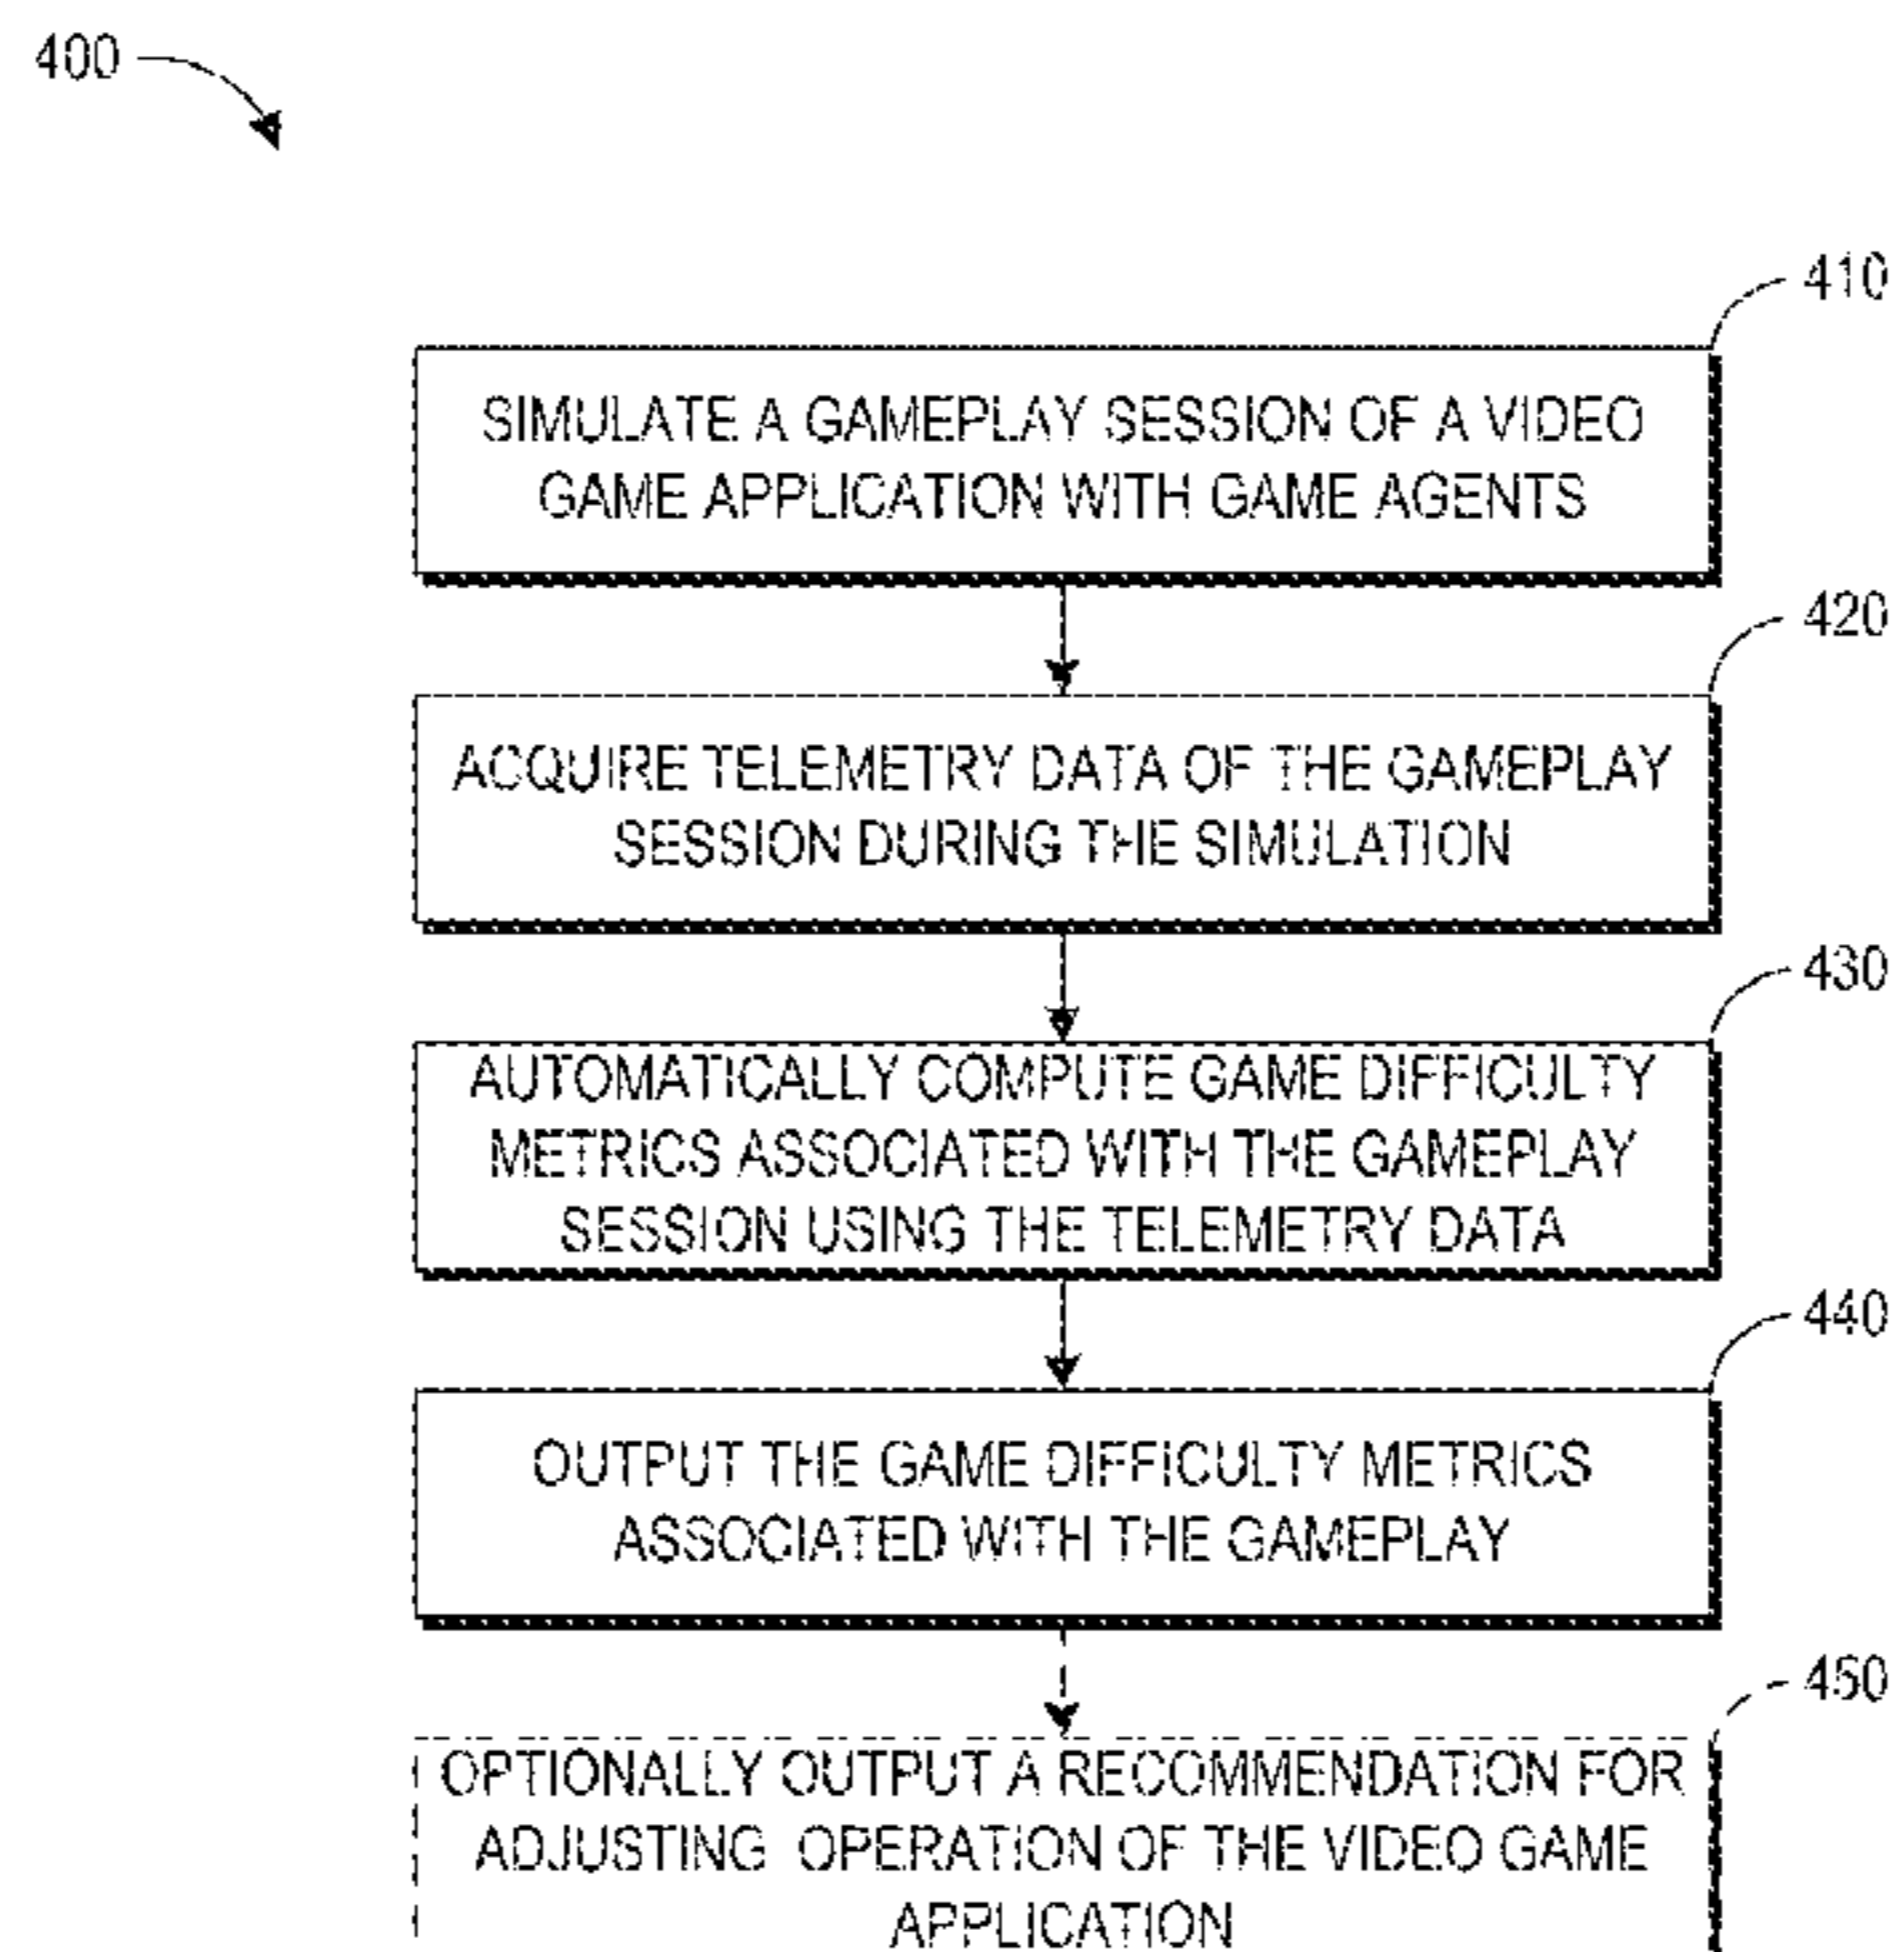 400
410
SIMULATE A GAMEPLAY SESSION OF A VIDEO
GAME APPLICATION WITH GAME AGENTS
420
ACQUIRE TELEMETRY DATA OF THE GAMEPLAY
SESSION DURING THE SIMULATION
430
AUTOMATICALLY COMPUTE GAME DIFFICULTY
METRICS ASSOCIATED WITH THE GAMEPLAY
SESSION USING THE TELEMETRY DATA
440
OUTPUT THE GAME DIFFICULTY METRICS
ASSOCIATED WITH THE GAMEPLAY
450
OPTIONALLY OUTPUT A RECOMMENDATION FOR
ADJUSTING OPERATION OF THE VIDEO GAME
APPLICATION